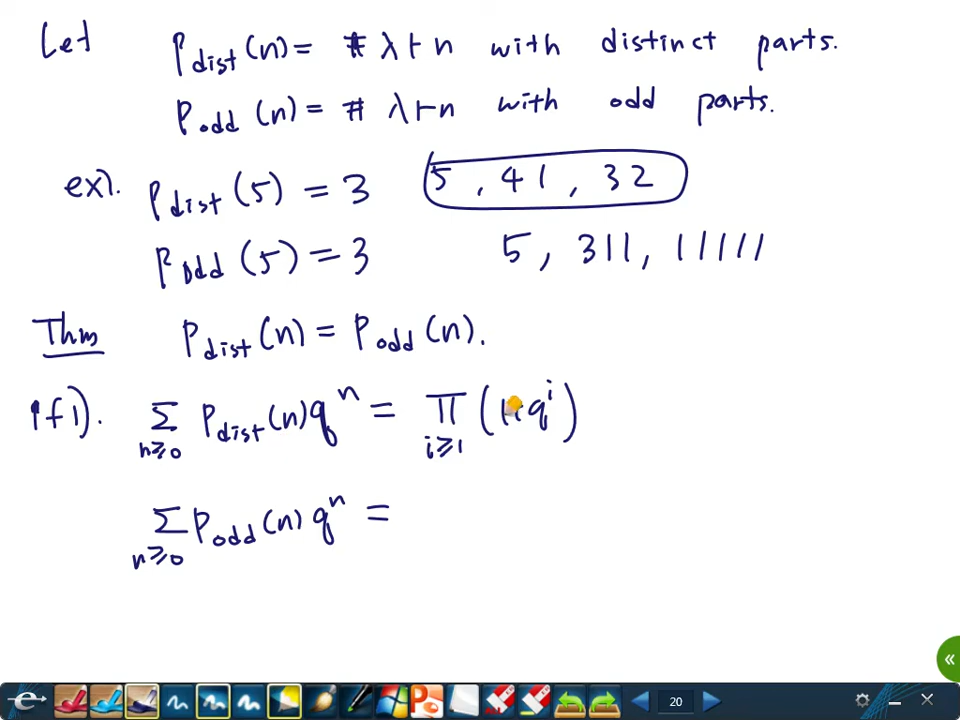 Let P_dist (n) = # λ ⊢ n with distinct parts.
P_odd (n) = # λ ⊢ n with odd parts.
ex). P_dist (5) = 3 5 , 41 , 32
P_odd (5) = 3 5 , 311 , 11111
Thm P_dist (n) = P_odd (n).
pf1). Σ_{n≥0} P_dist (n) q^n = Π_{i≥1} (1+q^i)
Σ_{n≥0} P_odd (n) q^n =
20